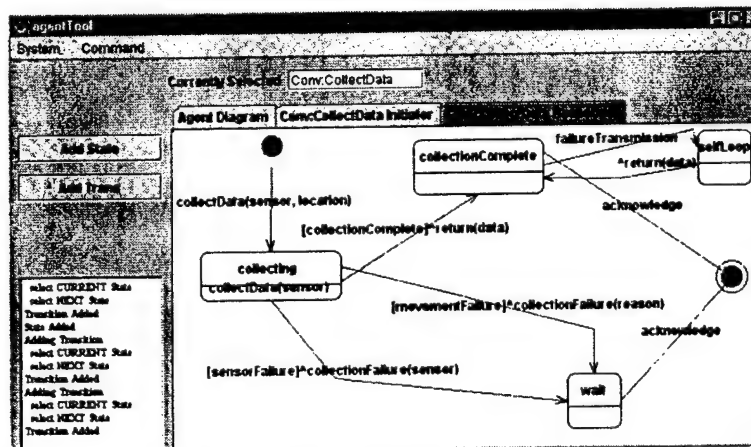 agentTool
System Command
Currently Selected: Conv:CollectData
Agent Diagram Conv:CollectData Initiator
Add State
Add Trans
failureTransmission
selfLoop
collectionComplete
^return(data)
acknowledge
collectData(sensor, location)
[collectionComplete]^return(data)
collecting
collectData(sensor)
[movementFailure]^collectionFailure(reason)
acknowledge
[sensorFailure]^collectionFailure(sensor)
wait
select CURRENT State
select NEXT State
Transition Added
State Added
Adding Transition
select CURRENT State
select NEXT State
Transition Added
Adding Transition
select CURRENT State
select NEXT State
Transition Added